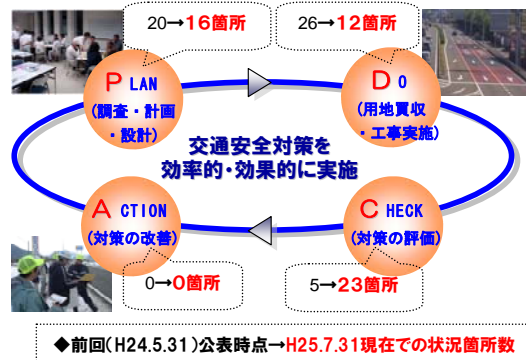 20→16箇所
26→12箇所
P LAN
(調査・計画
・設計)
D O
(用地買収
・工事実施)
交通安全対策を
効率的・効果的に実施
A CTION
(対策の改善)
C HECK
(対策の評価)
0→0箇所
5→23箇所
◆前回(H24.5.31)公表時点→H25.7.31現在での状況箇所数